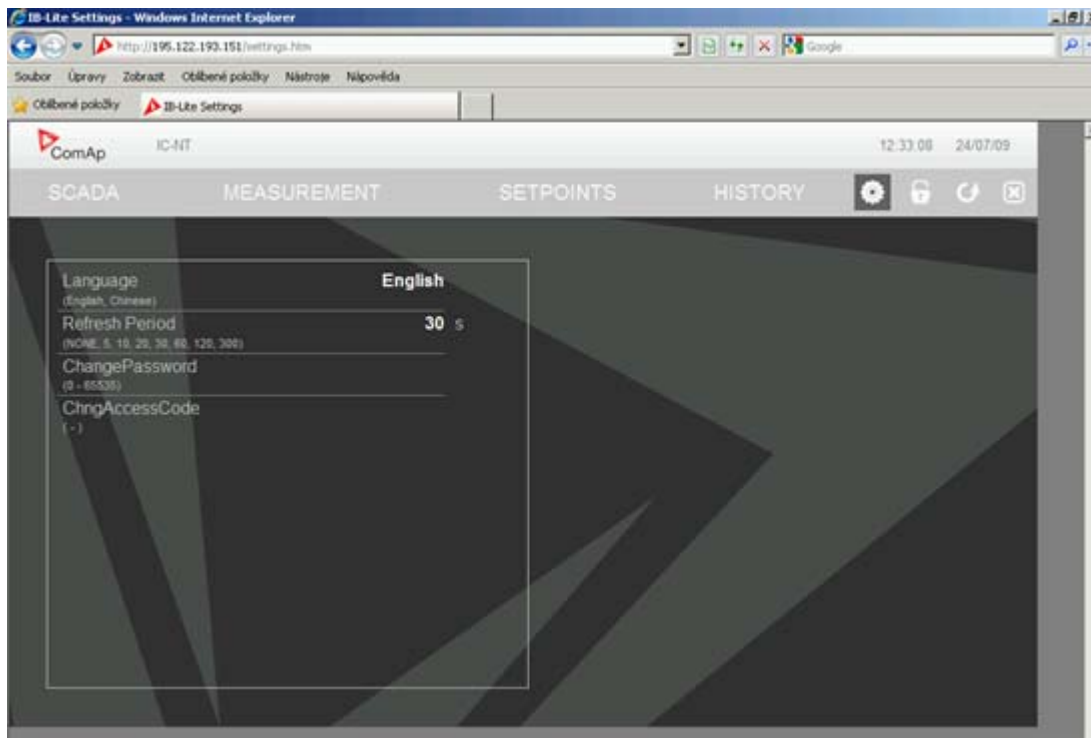 IB-Lite Settings - Windows Internet Explorer
http://195.122.193.151/settings.htm
Google
Soubor Úpravy Zobrazit Oblíbené položky Nástroje Nápověda
Oblíbené položky IB-Lite Settings
ComAp IC-NT 12:33:08 24/07/09
SCADA MEASUREMENT SETPOINTS HISTORY
Language English
(English, Chinese)
Refresh Period 30 s
(NONE, 5, 10, 20, 30, 60, 120, 300)
ChangePassword
(0 - 65535)
ChngAccessCode
( - )